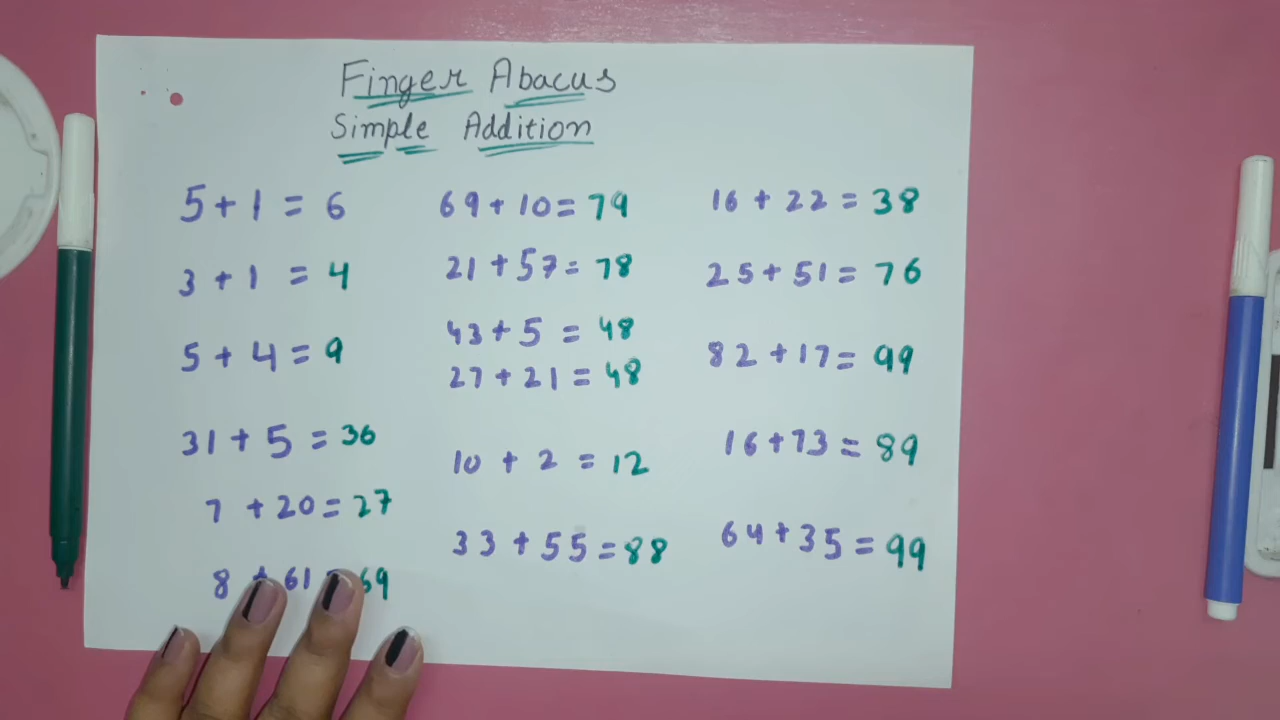 Finger Abacus
Simple Addition
5 + 1 = 6
3 + 1 = 4
5 + 4 = 9
31 + 5 = 36
7 + 20 = 27
8 + 61 = 69
69 + 10 = 79
21 + 57 = 78
43 + 5 = 48
27 + 21 = 48
10 + 2 = 12
33 + 55 = 88
16 + 22 = 38
25 + 51 = 76
82 + 17 = 99
16 + 73 = 89
64 + 35 = 99